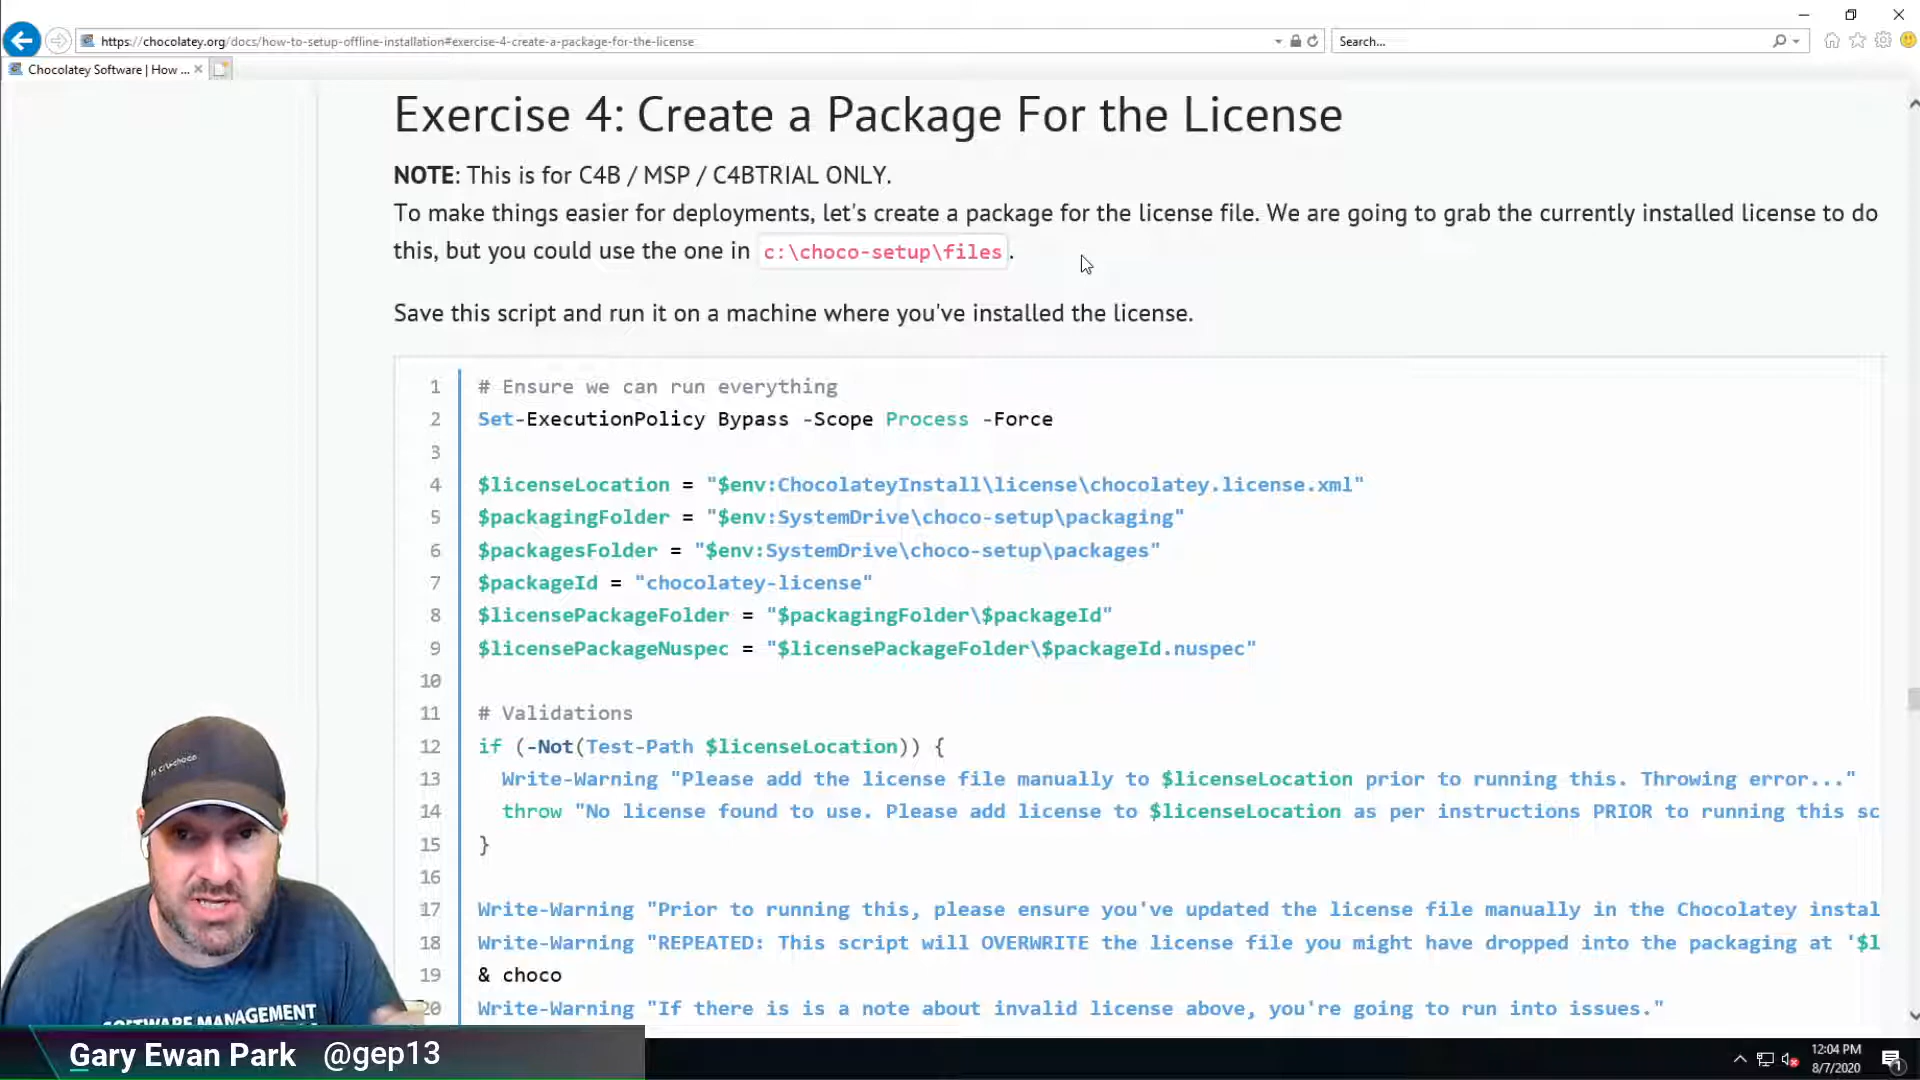 https://chocolatey.org/docs/how-to-setup-offline-installation#exercise-4-create-a-package-for-the-license
Search...
Chocolatey Software | How ...
Exercise 4: Create a Package For the License
NOTE: This is for C4B / MSP / C4BTRIAL ONLY.
To make things easier for deployments, let's create a package for the license file. We are going to grab the currently installed license to do
this, but you could use the one in c:\choco-setup\files.
Save this script and run it on a machine where you've installed the license.
1 # Ensure we can run everything
2 Set-ExecutionPolicy Bypass -Scope Process -Force
3
4 $licenseLocation = "$env:ChocolateyInstall\license\chocolatey.license.xml"
5 $packagingFolder = "$env:SystemDrive\choco-setup\packaging"
6 $packagesFolder = "$env:SystemDrive\choco-setup\packages"
7 $packageId = "chocolatey-license"
8 $licensePackageFolder = "$packagingFolder\$packageId"
9 $licensePackageNuspec = "$licensePackageFolder\$packageId.nuspec"
10
11 # Validations
12 if (-Not(Test-Path $licenseLocation)) {
13 Write-Warning "Please add the license file manually to $licenseLocation prior to running this. Throwing error..."
14 throw "No license found to use. Please add license to $licenseLocation as per instructions PRIOR to running this sc
15 }
16
17 Write-Warning "Prior to running this, please ensure you've updated the license file manually in the Chocolatey instal
18 Write-Warning "REPEATED: This script will OVERWRITE the license file you might have dropped into the packaging at '$l
19 & choco
20 Write-Warning "If there is is a note about invalid license above, you're going to run into issues."
SOFTWARE MANAGEMENT
Gary Ewan Park @gep13
12:04 PM
8/7/2020
1